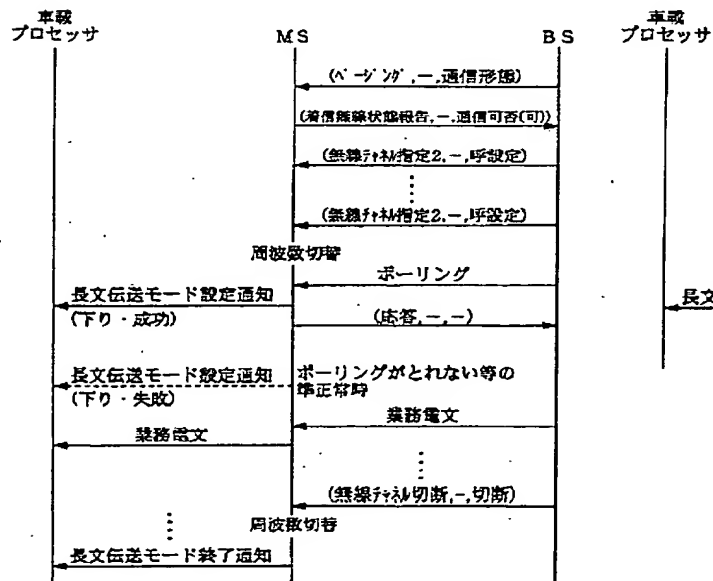 車載
プロセッサ
MS
BS
車載
プロセッサ
(ページング,−,通信形態)
(着信無線状態報告,−,通信可否(可))
(無線チャネル指定2,−,呼設定)
(無線チャネル指定2,−,呼設定)
周波数切替
ポーリング
長文伝送モード設定通知
(下り・成功)
長文
(応答,−,−)
長文伝送モード設定通知
(下り・失敗)
ポーリングがとれない等の
準正常時
業務電文
業務電文
(無線チャネル切断,−,切断)
周波数切替
長文伝送モード終了通知